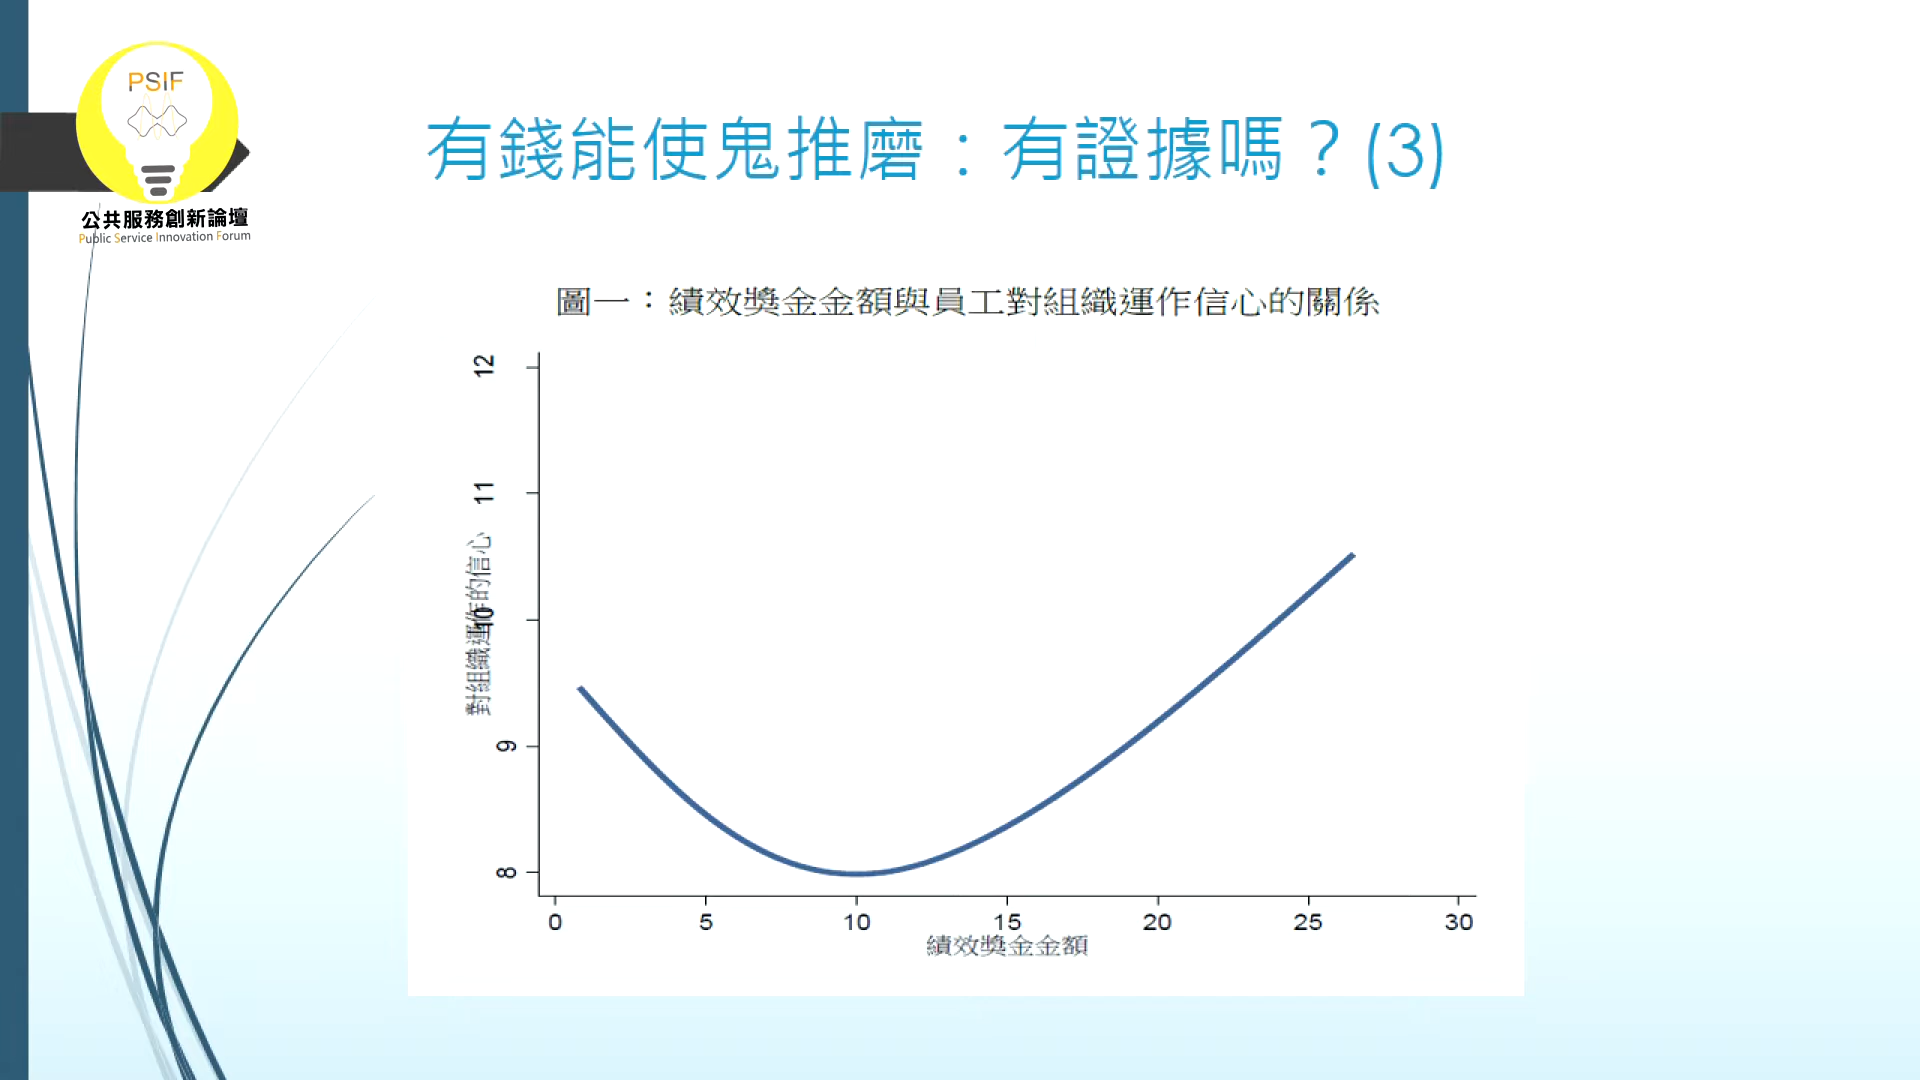 PSIF
公共服務創新論壇
Public Service Innovation Forum
有錢能使鬼推磨：有證據嗎？(3)
圖一：績效獎金金額與員工對組織運作信心的關係
12
11
10
9
8
對組織運作的信心
0 5 10 15 20 25 30
績效獎金金額